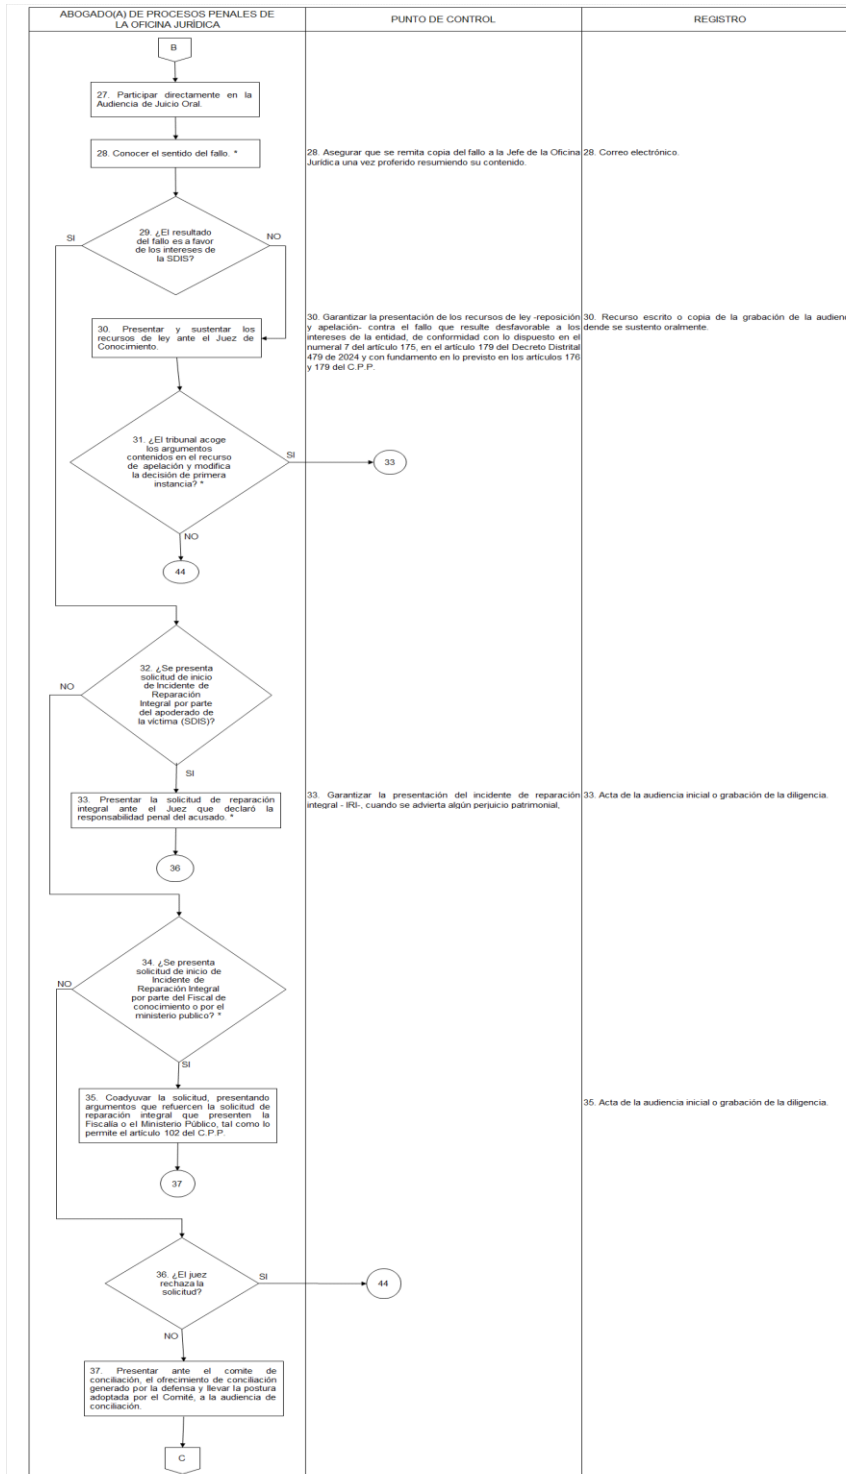 ABOGADO(A) DE PROCESOS PENALES DE
LA OFICINA JURÍDICA
PUNTO DE CONTROL
REGISTRO
B
27. Participar directamente en la
Audiencia de Juicio Oral.
28. Conocer el sentido del fallo. *
28. Asegurar que se remita copia del fallo a la Jefe de la Oficina
Jurídica una vez proferido resumiendo su contenido.
28. Correo electrónico.
29. ¿El resultado
del fallo es a favor
de los intereses de
la SDIS?
SI
NO
30. Presentar y sustentar los
recursos de ley ante el Juez de
Conocimiento.
30. Garantizar la presentación de los recursos de ley -reposición
y apelación- contra el fallo que resulte desfavorable a los
intereses de la entidad, de conformidad con lo dispuesto en el
numeral 7 del artículo 175, en el artículo 179 del Decreto Distrital
479 de 2024 y con fundamento en lo previsto en los artículos 176
y 179 del C.P.P.
30. Recurso escrito o copia de la grabación de la audien
dende se sustento oralmente.
31. ¿El tribunal acoge
los argumentos
contenidos en el recurso
de apelación y modifica
la decisión de primera
instancia? *
SI
33
NO
44
32. ¿Se presenta
solicitud de inicio
de Incidente de
Reparación
Integral por parte
del apoderado de
la víctima (SDIS)?
NO
SI
33. Presentar la solicitud de reparación
integral ante el Juez que declaró la
responsabilidad penal del acusado. *
33. Garantizar la presentación del incidente de reparación
integral - IRI-, cuando se advierta algún perjuicio patrimonial,
33. Acta de la audiencia inicial o grabación de la diligencia.
36
34. ¿Se presenta
solicitud de inicio de
Incidente de
Reparación Integral
por parte del Fiscal de
conocimiento o por el
ministerio publico? *
NO
SI
35. Coadyuvar la solicitud, presentando
argumentos que refuercen la solicitud de
reparación integral que presenten la
Fiscalía o el Ministerio Público, tal como lo
permite el artículo 102 del C.P.P.
35. Acta de la audiencia inicial o grabación de la diligencia.
37
36. ¿El juez
rechaza la
solicitud?
SI
44
NO
37. Presentar ante el comite de
conciliación, el ofrecimiento de conciliación
generado por la defensa y llevar la postura
adoptada por el Comité, a la audiencia de
conciliación.
C